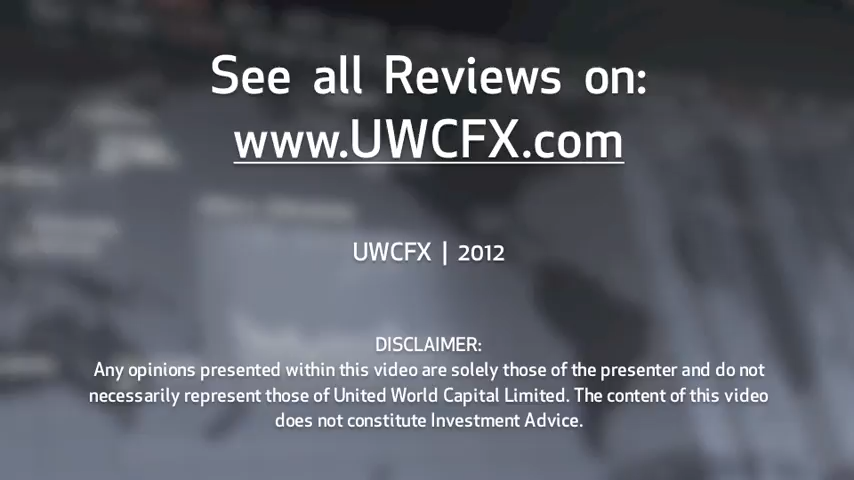 See all Reviews on:
www.UWCFX.com
UWCFX | 2012
DISCLAIMER:
Any opinions presented within this video are solely those of the presenter and do not
necessarily represent those of United World Capital Limited. The content of this video
does not constitute Investment Advice.